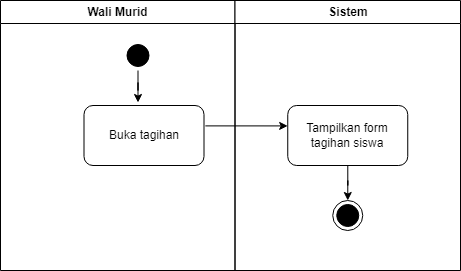 Wali Murid
Sistem
Buka tagihan
Tampilkan form
tagihan siswa